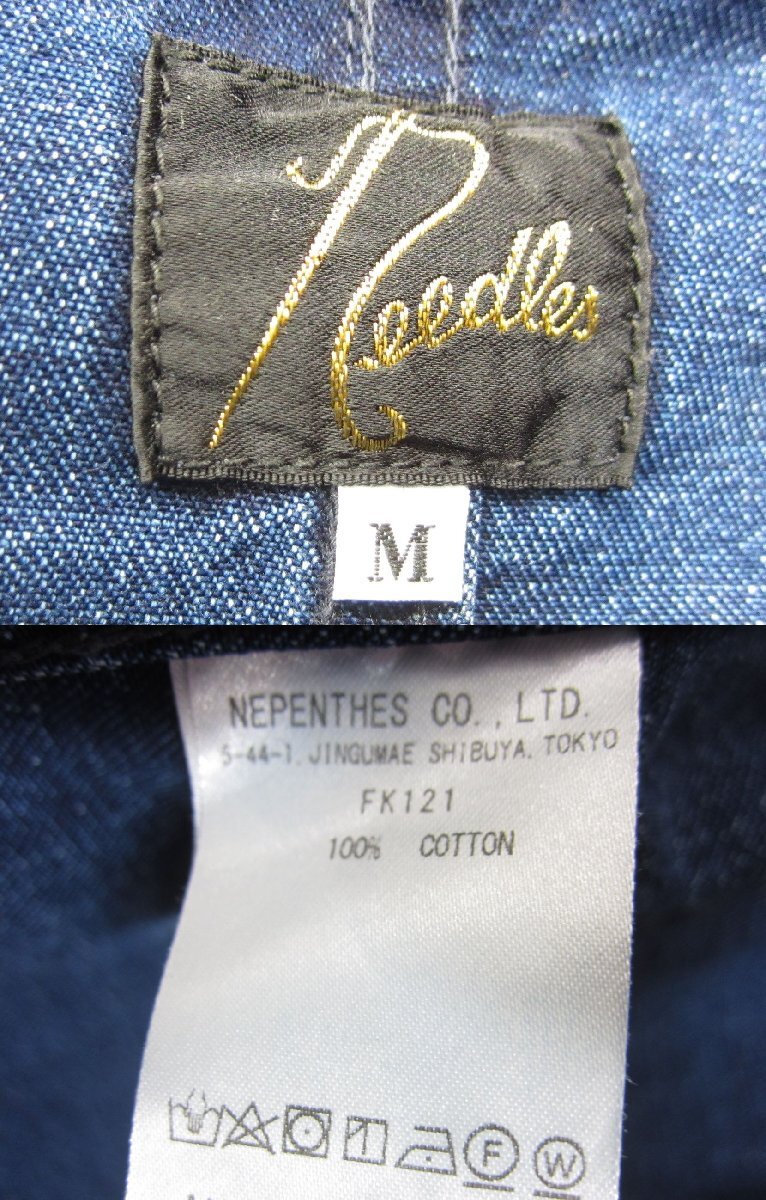 Needles
M
NEPENTHES CO., LTD.
5-44-1, JINGUMAE SHIBUYA, TOKYO
FK121
100% COTTON
F W